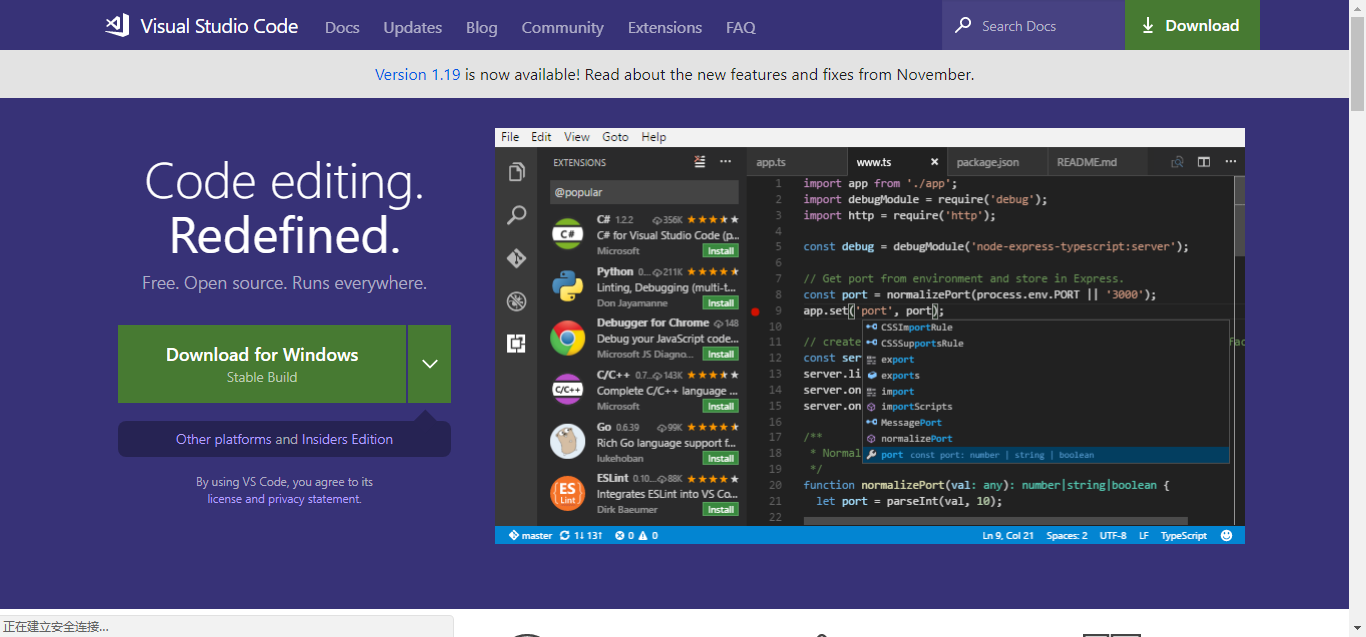 Visual Studio Code Docs Updates Blog Community Extensions FAQ Search Docs Download
Version 1.19 is now available! Read about the new features and fixes from November.
Code editing.
Redefined.
Free. Open source. Runs everywhere.
Download for Windows
Stable Build
Other platforms and Insiders Edition
By using VS Code, you agree to its
license and privacy statement.
File Edit View Goto Help
EXTENSIONS
@popular
C# 1.2.2 356K
C# for Visual Studio Code (p...
Microsoft Install
Python 0... 211K
Linting, Debugging (multi-t...
Don Jayamanne Install
Debugger for Chrome 148
Debug your JavaScript code...
Microsoft JS Diagno... Install
C/C++ 0.7... 143K
Complete C/C++ language ...
Microsoft Install
Go 0.6.39 99K
Rich Go language support f...
lukehoban Install
ESLint 0.10... 88K
Integrates ESLint into VS Co...
Dirk Baeumer Install
C#
C/C++
ES
Lint
app.ts www.ts package.json README.md
1 import app from './app';
2 import debugModule = require('debug');
3 import http = require('http');
4
5 const debug = debugModule('node-express-typescript:server');
6
7 // Get port from environment and store in Express.
8 const port = normalizePort(process.env.PORT || '3000');
9 app.set('port', port);
10
11 // create
12 const ser
13 server.li
14 server.on
15 server.on
16
17 /**
18 * Normal
19 */
20 function normalizePort(val: any): number|string|boolean {
21 let port = parseInt(val, 10);
22
CSSImportRule
CSSSupportsRule
export
exports
import
importScripts
MessagePort
normalizePort
port const port: number | string | boolean
master 1↓ 13↑ 0 0 Ln 9, Col 21 Spaces: 2 UTF-8 LF TypeScript
正在建立安全连接...